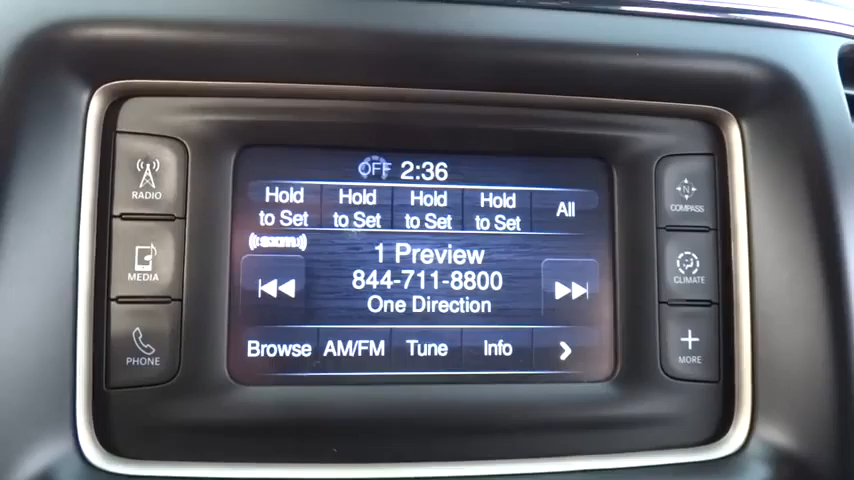 OFF 2:36
Hold to Set Hold to Set Hold to Set Hold to Set All
((SXM))
1 Preview
844-711-8800
One Direction
Browse AM/FM Tune Info
RADIO
MEDIA
PHONE
N
COMPASS
CLIMATE
MORE